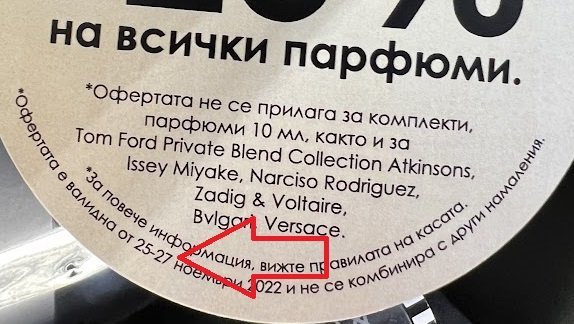 на всички парфюми.
*Офертата не се прилага за комплекти,
парфюми 10 мл, както и за
Tom Ford Private Blend Collection Atkinsons,
Issey Miyake, Narciso Rodriguez,
Zadig & Voltaire,
Bvlgari, Versace.
*За повече информация, вижте правилата на касата.
*Офертата е валидна от 25-27 ноември 2022 и не се комбинира с други намаления.